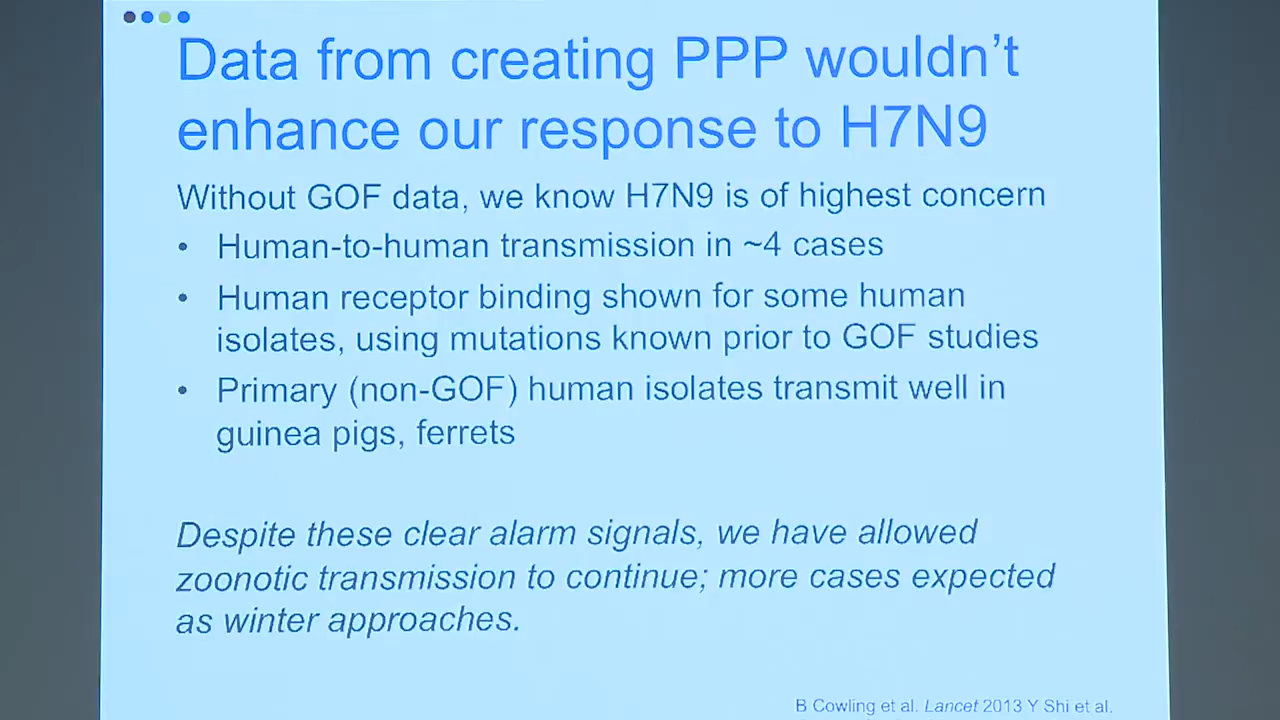 Data from creating PPP wouldn’t
enhance our response to H7N9
Without GOF data, we know H7N9 is of highest concern
• Human-to-human transmission in ~4 cases
• Human receptor binding shown for some human
isolates, using mutations known prior to GOF studies
• Primary (non-GOF) human isolates transmit well in
guinea pigs, ferrets
Despite these clear alarm signals, we have allowed
zoonotic transmission to continue; more cases expected
as winter approaches.
B Cowling et al. Lancet 2013 Y Shi et al.